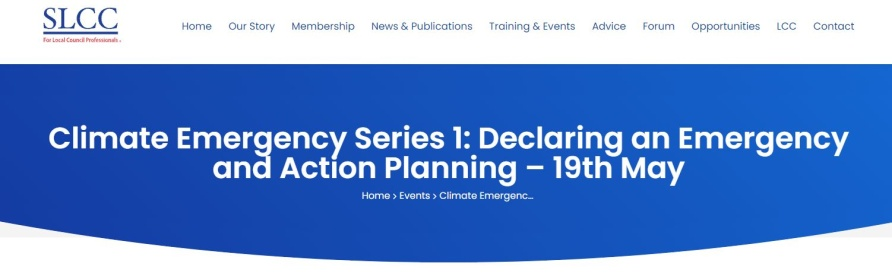 SLCC
For Local Council Professionals
Home Our Story Membership News & Publications Training & Events Advice Forum Opportunities LCC Contact
Climate Emergency Series 1: Declaring an Emergency
and Action Planning – 19th May
Home > Events > Climate Emergenc...